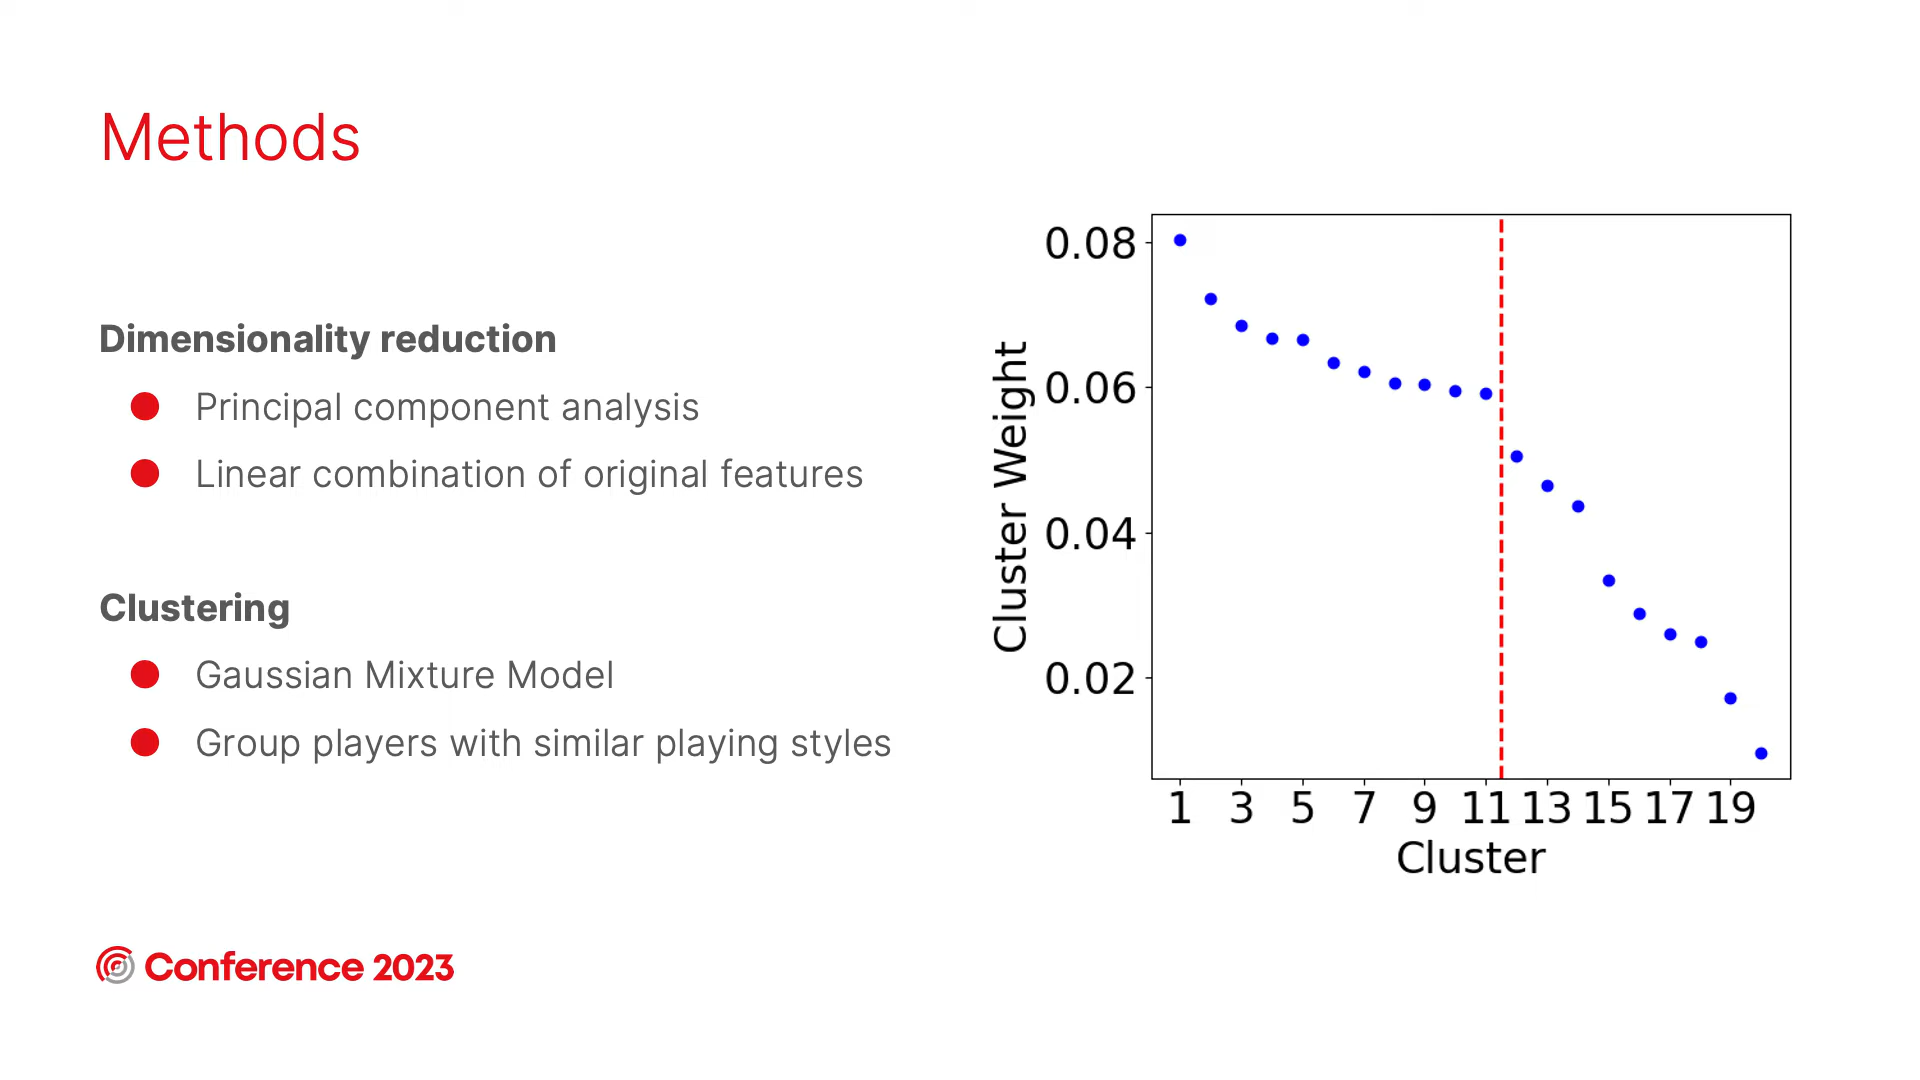 Methods
Dimensionality reduction
Principal component analysis
Linear combination of original features
Clustering
Gaussian Mixture Model
Group players with similar playing styles
Cluster Weight
0.08
0.06
0.04
0.02
1 3 5 7 9 11 13 15 17 19
Cluster
Conference 2023